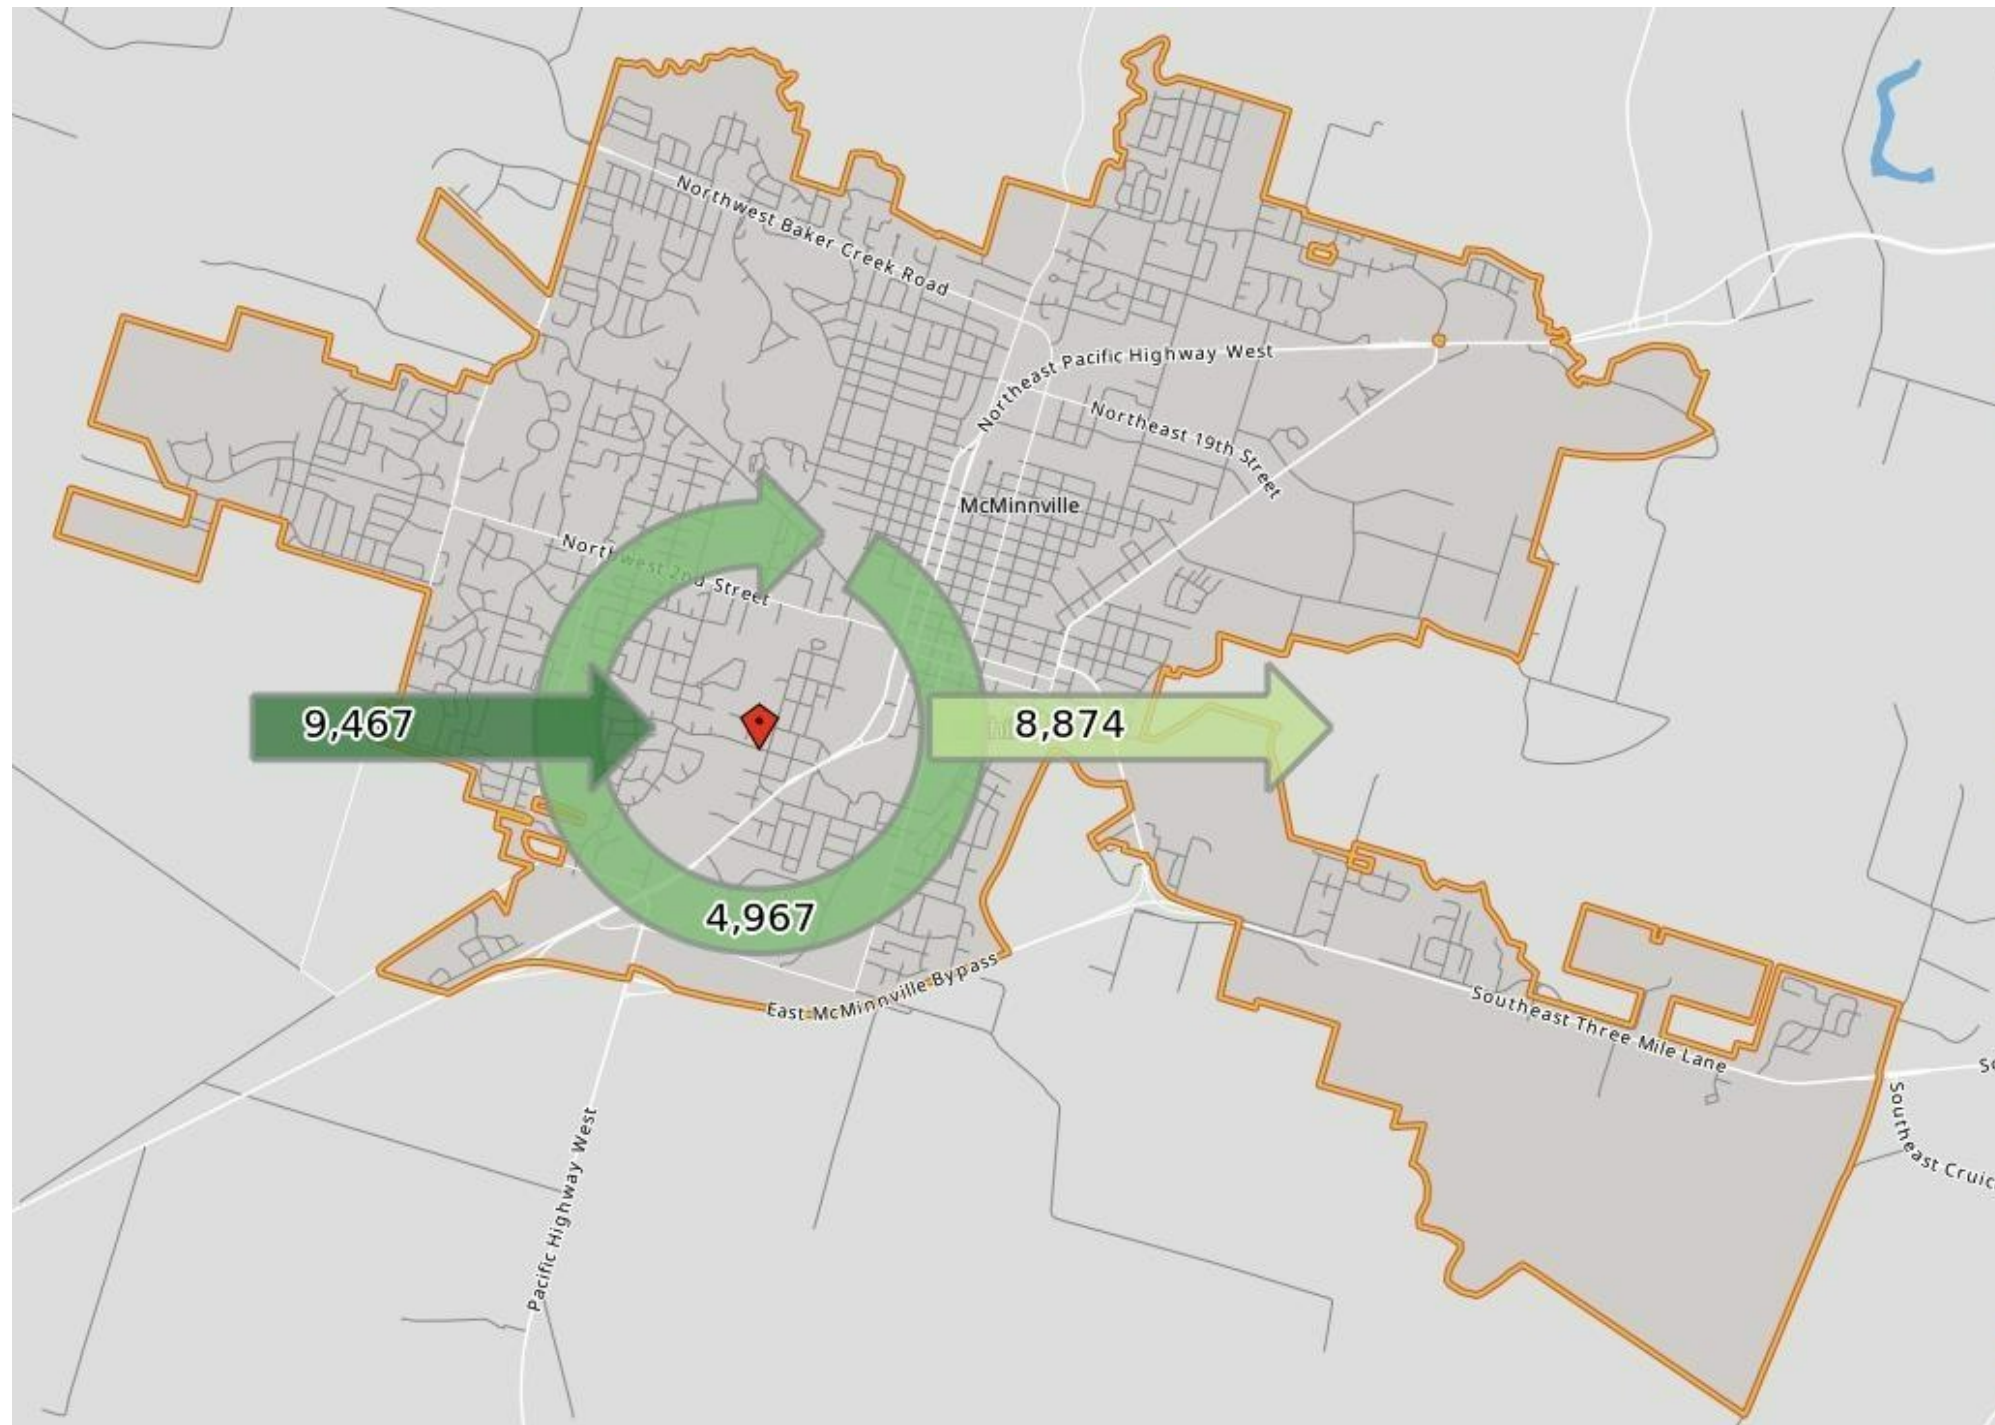 Northwest Baker Creek Road
Northeast Pacific Highway West
Northeast 19th Street
McMinnville
Northwest 2nd Street
9,467
8,874
4,967
East McMinnville Bypass
Southeast Three Mile Lane
Pacific Highway West
Southeast Cruic